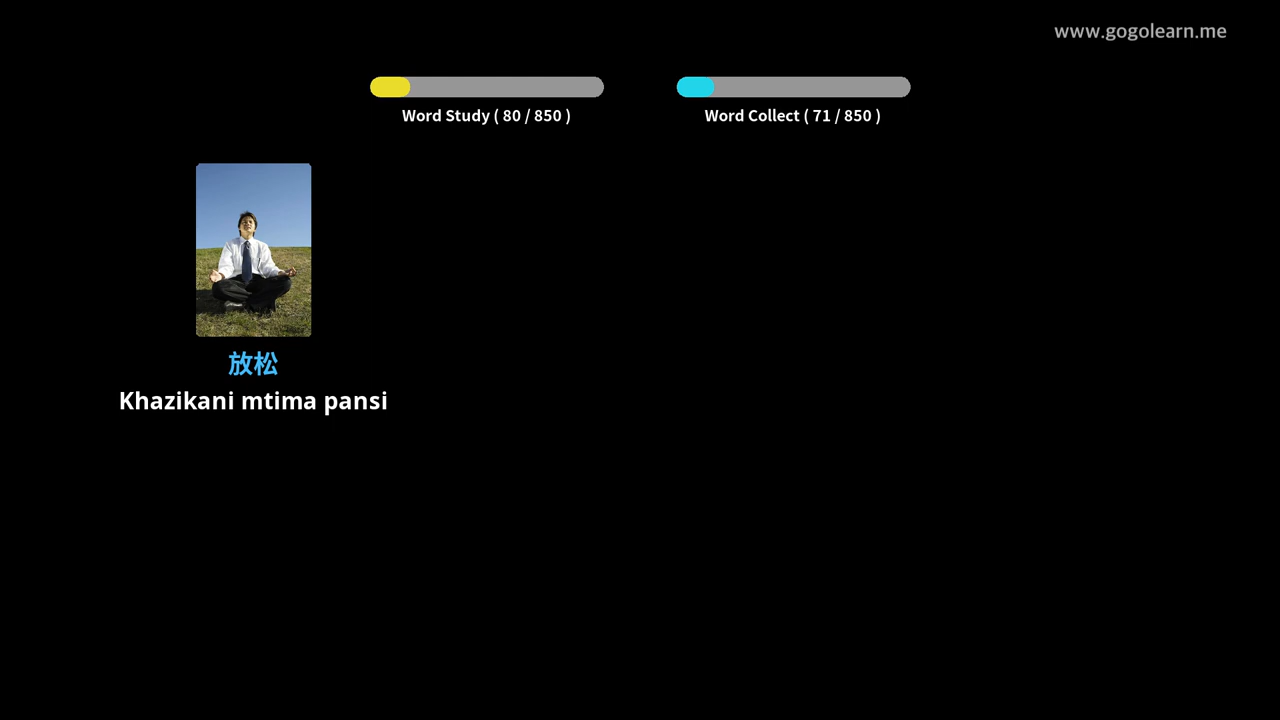 www.gogolearn.me
Word Study ( 80 / 850 )
Word Collect ( 71 / 850 )
放松
Khazikani mtima pansi